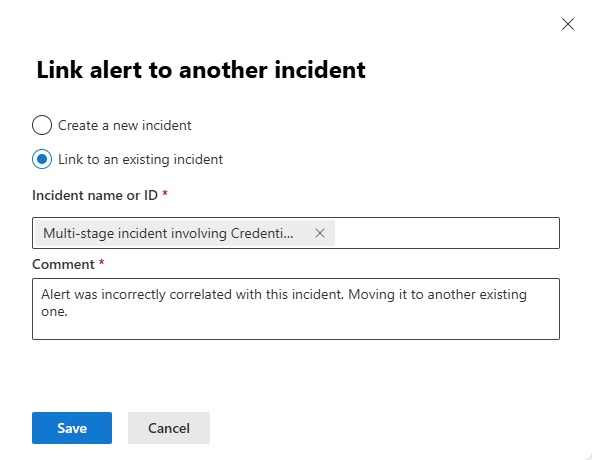 Link alert to another incident
Create a new incident
Link to an existing incident
Incident name or ID *
Multi-stage incident involving Credenti...
Comment *
Alert was incorrectly correlated with this incident. Moving it to another existing
one.
Save
Cancel